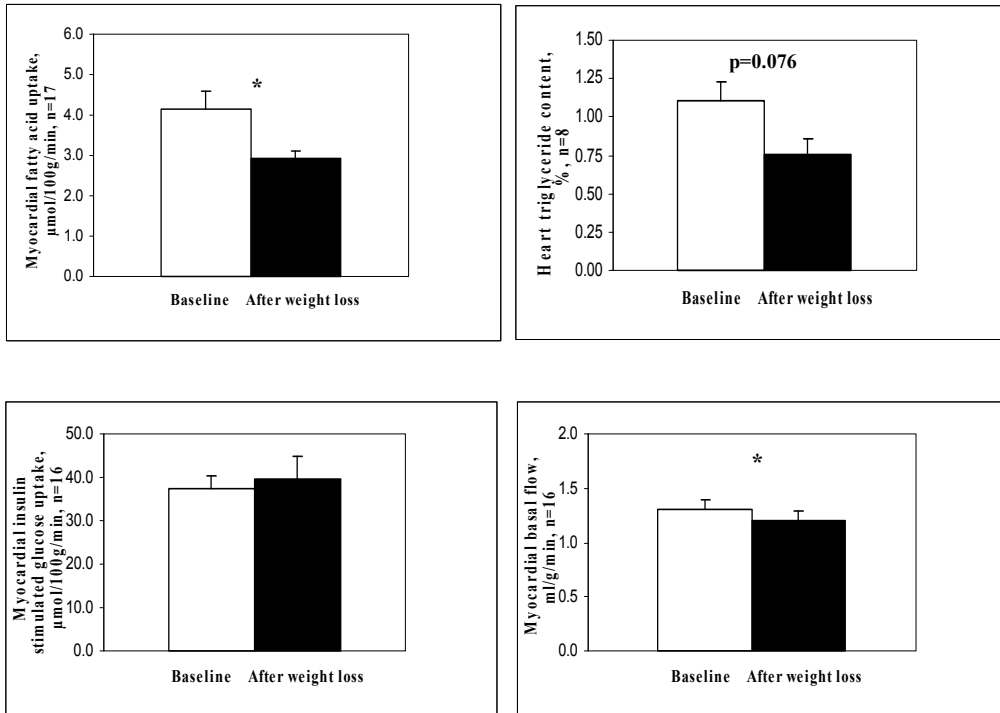 Myocardial fatty acid uptake,
µmol/100g/min, n=17
6.0
5.0
4.0
3.0
2.0
1.0
0.0
*
Baseline After weight loss
Heart triglyceride content,
%, n=8
1.50
1.25
1.00
0.75
0.50
0.25
0.00
p=0.076
Baseline After weight loss
Myocardial insulin
stimulated glucose uptake,
µmol/100g/min, n=16
50.0
40.0
30.0
20.0
10.0
0.0
Baseline After weight loss
Myocardial basal flow,
ml/g/min, n=16
2.0
1.5
1.0
0.5
0.0
*
Baseline After weight loss